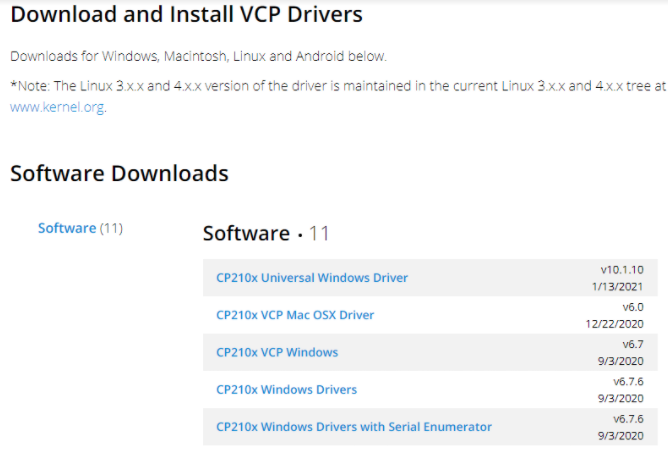 Download and Install VCP Drivers
Downloads for Windows, Macintosh, Linux and Android below.
*Note: The Linux 3.x.x and 4.x.x version of the driver is maintained in the current Linux 3.x.x and 4.x.x tree at
www.kernel.org.
Software Downloads
Software (11)
Software • 11
CP210x Universal Windows Driver
v10.1.10
1/13/2021
CP210x VCP Mac OSX Driver
v6.0
12/22/2020
CP210x VCP Windows
v6.7
9/3/2020
CP210x Windows Drivers
v6.7.6
9/3/2020
CP210x Windows Drivers with Serial Enumerator
v6.7.6
9/3/2020